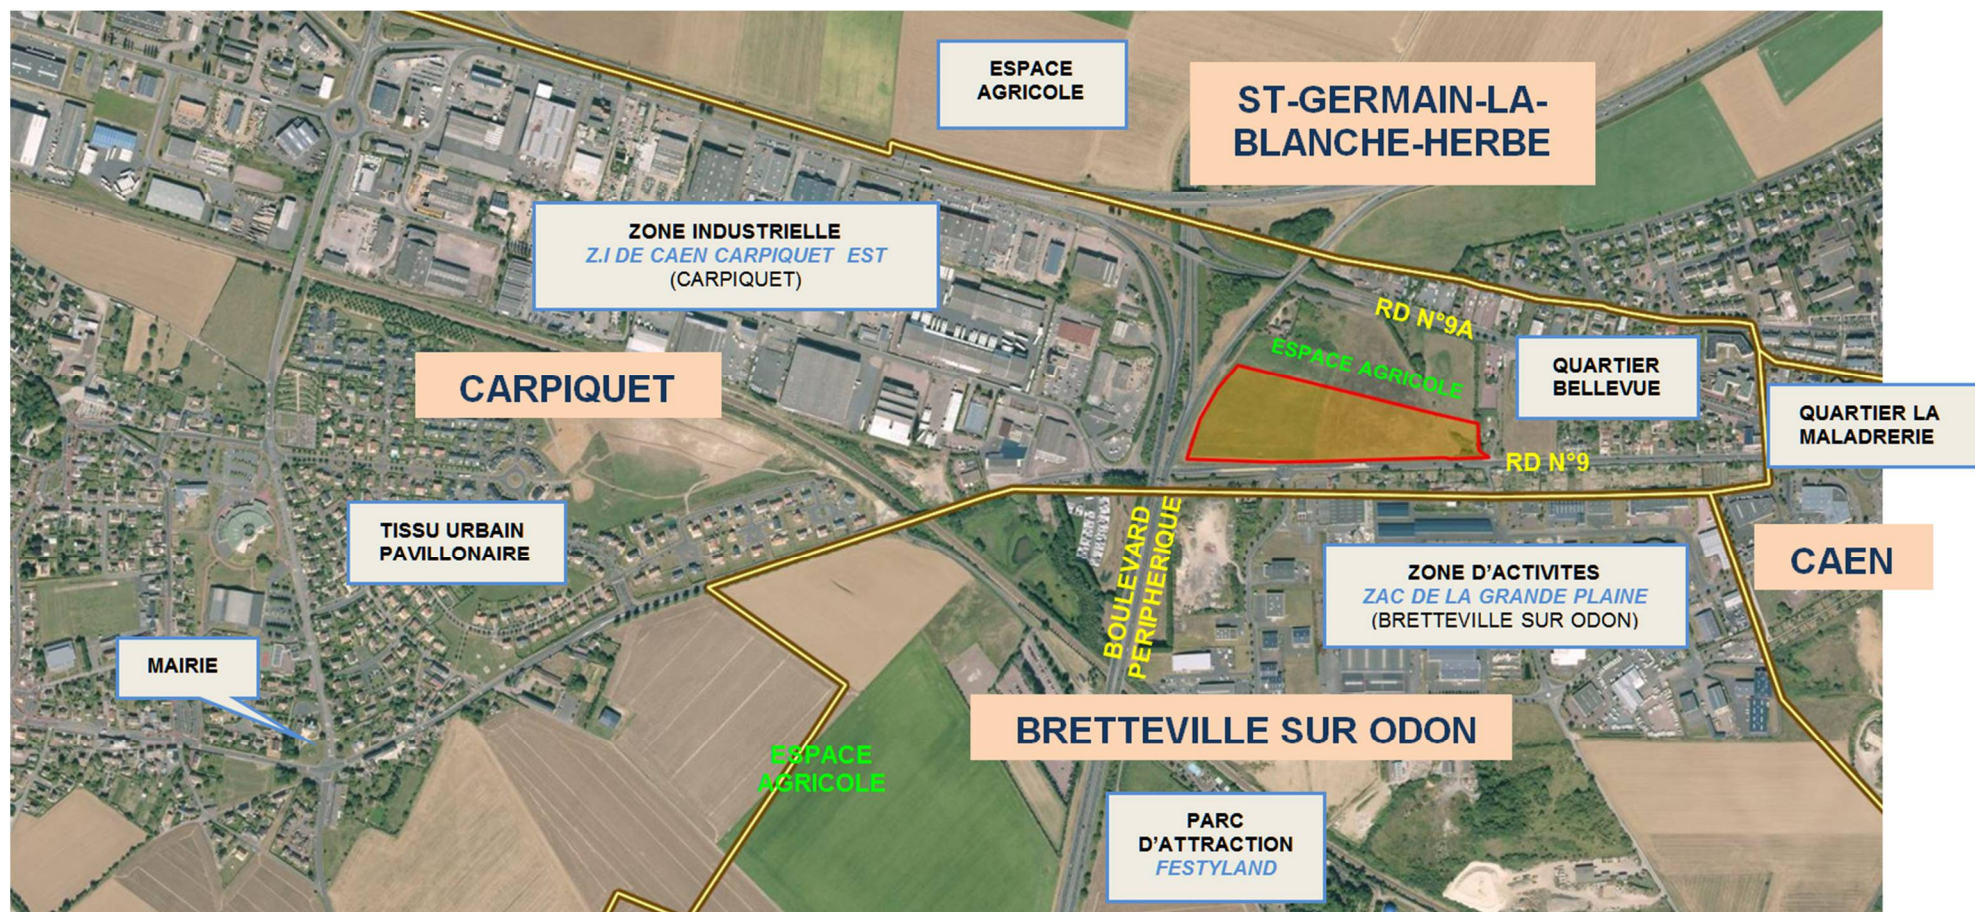 ESPACE
AGRICOLE
ST-GERMAIN-LA-
BLANCHE-HERBE
ZONE INDUSTRIELLE
Z.I DE CAEN CARPIQUET EST
(CARPIQUET)
RD N°9A
ESPACE AGRICOLE
QUARTIER
BELLEVUE
CARPIQUET
QUARTIER LA
MALADRERIE
RD N°9
TISSU URBAIN
PAVILLONAIRE
BOULEVARD
PERIPHERIQUE
CAEN
ZONE D'ACTIVITES
ZAC DE LA GRANDE PLAINE
(BRETTEVILLE SUR ODON)
MAIRIE
BRETTEVILLE SUR ODON
ESPACE
AGRICOLE
PARC
D'ATTRACTION
FESTYLAND